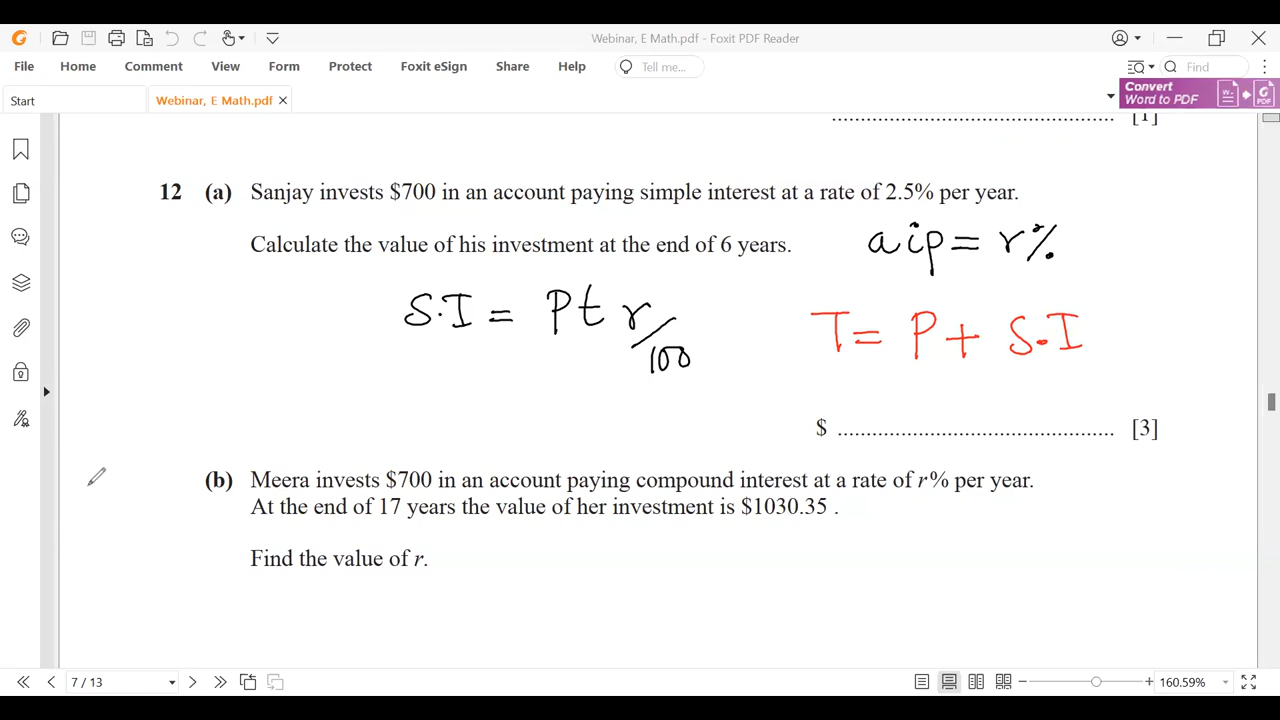 Webinar, E Math.pdf - Foxit PDF Reader
File Home Comment View Form Protect Foxit eSign Share Help Tell me... Find
Start Webinar, E Math.pdf
Convert
Word to PDF
PDF
............................................. [1]
12 (a) Sanjay invests $700 in an account paying simple interest at a rate of 2.5% per year.
Calculate the value of his investment at the end of 6 years.
a i p = r %
S.I = P t r/100
T = P + S.I
$ ............................................. [3]
(b) Meera invests $700 in an account paying compound interest at a rate of r% per year.
At the end of 17 years the value of her investment is $1030.35 .
Find the value of r.
7 / 13
160.59%